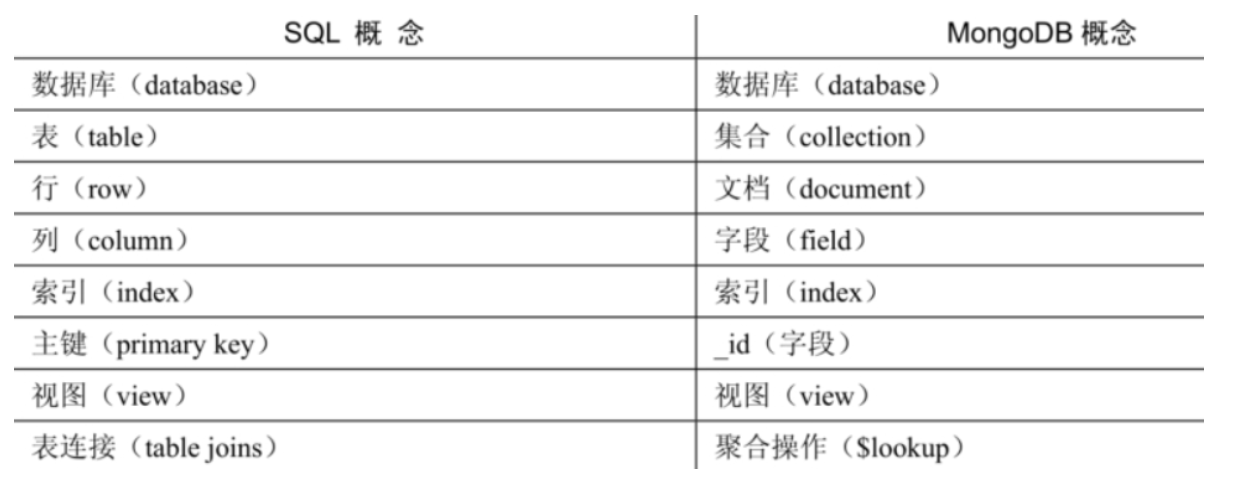 SQL 概 念 MongoDB 概念
数据库（database） 数据库（database）
表（table） 集合（collection）
行（row） 文档（document）
列（column） 字段（field）
索引（index） 索引（index）
主键（primary key） _id（字段）
视图（view） 视图（view）
表连接（table joins） 聚合操作（$lookup）